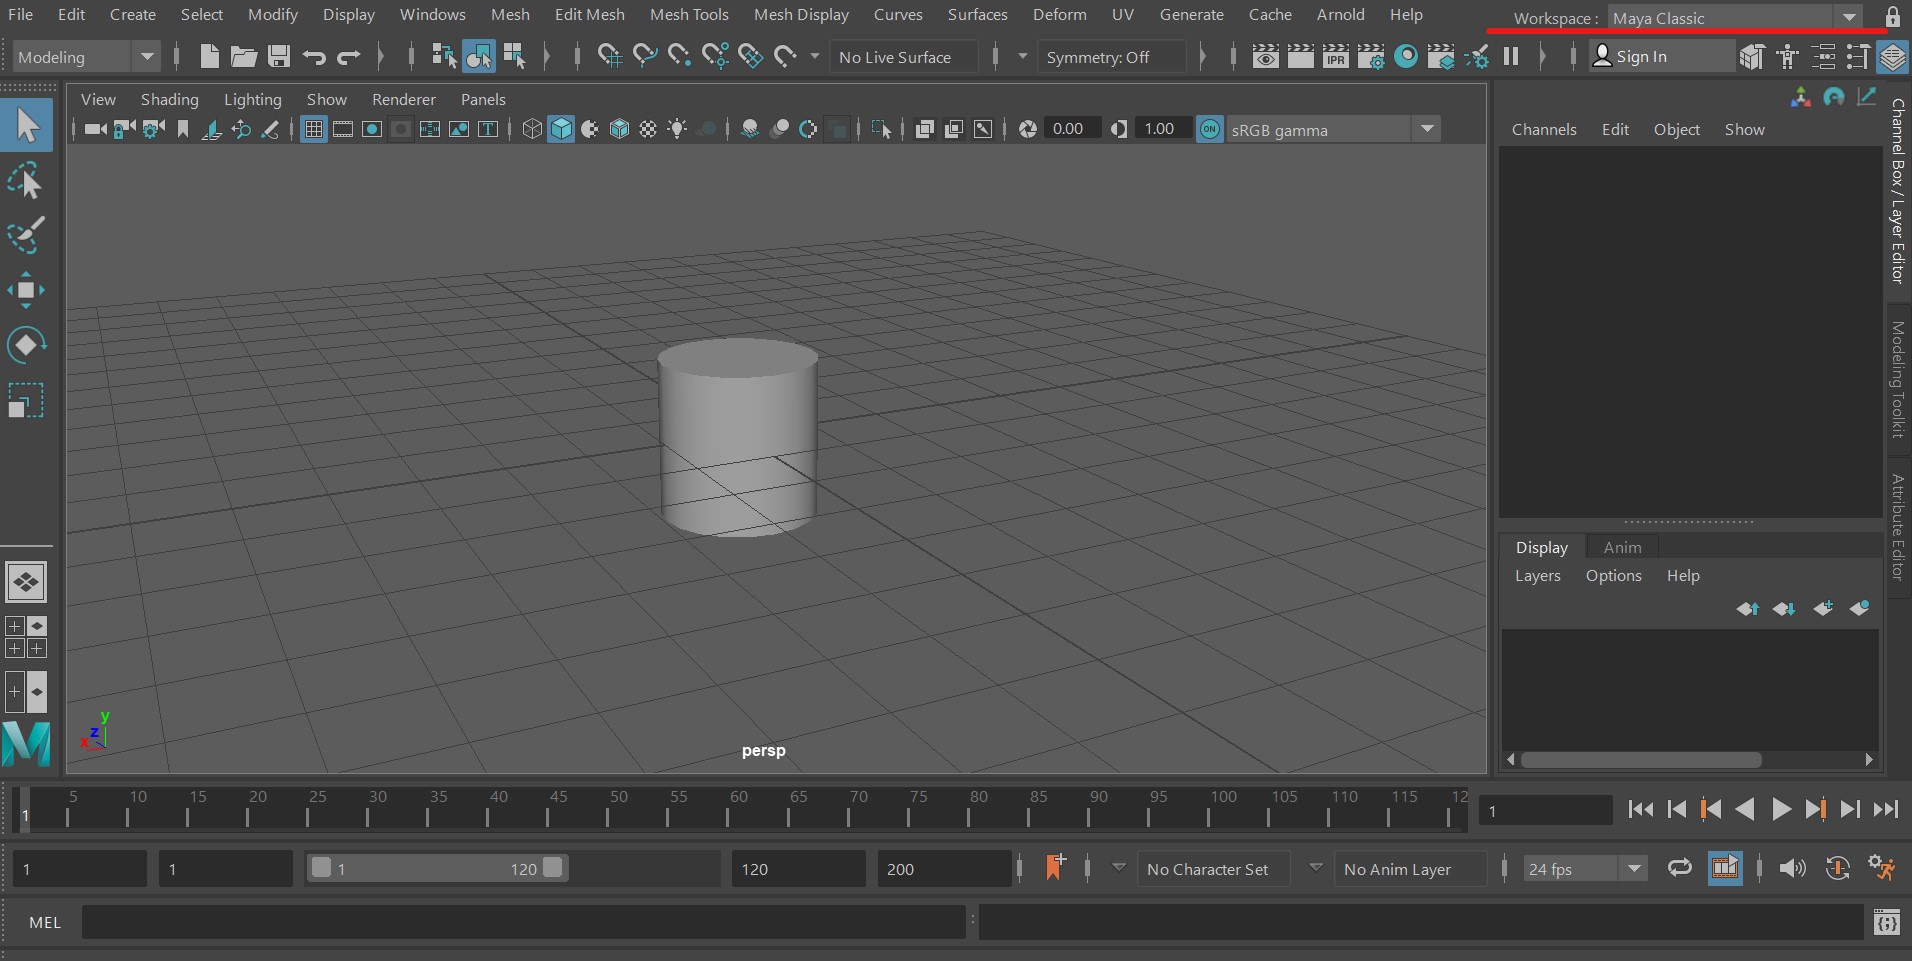 File Edit Create Select Modify Display Windows Mesh Edit Mesh Mesh Tools Mesh Display Curves Surfaces Deform UV Generate Cache Arnold Help Workspace : Maya Classic
Modeling No Live Surface Symmetry: Off IPR Sign In
View Shading Lighting Show Renderer Panels
0.00 1.00 ON sRGB gamma
Channels Edit Object Show
Channel Box / Layer Editor
Modeling Toolkit
Attribute Editor
Display Anim
Layers Options Help
y
z
x
persp
1 5 10 15 20 25 30 35 40 45 50 55 60 65 70 75 80 85 90 95 100 105 110 115 12
1
1 1 1 120 120 200 No Character Set No Anim Layer 24 fps
MEL :